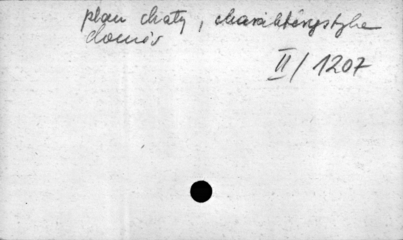 plan chaty, charakterystyka
domów
II/1207